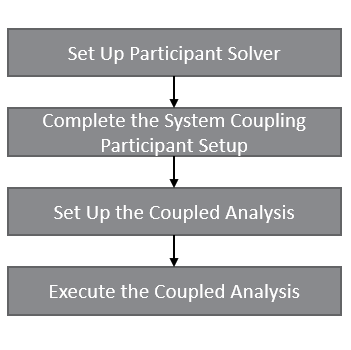 Set Up Participant Solver
Complete the System Coupling
Participant Setup
Set Up the Coupled Analysis
Execute the Coupled Analysis